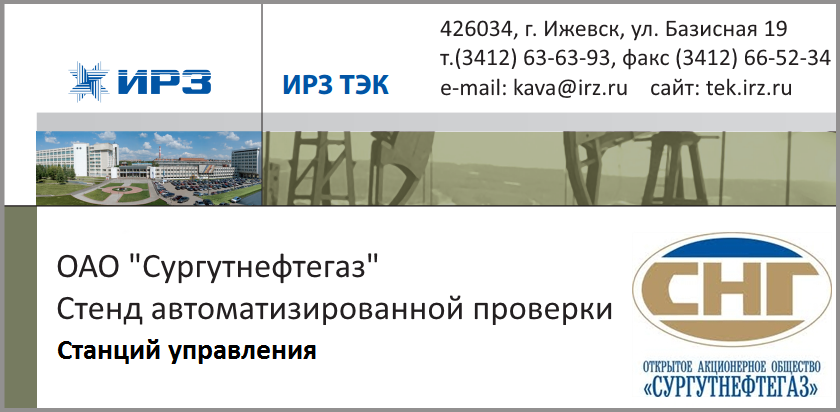 426034, г. Ижевск, ул. Базисная 19
ИРЗ
ИРЗ ТЭК
т.(3412) 63-63-93, факс (3412) 66-52-34
e-mail: kava@irz.ru сайт: tek.irz.ru
ОАО "Сургутнефтегаз"
Стенд автоматизированной проверки
Станций управления
СНГ
ОТКРЫТОЕ АКЦИОНЕРНОЕ ОБЩЕСТВО
«СУРГУТНЕФТЕГАЗ»